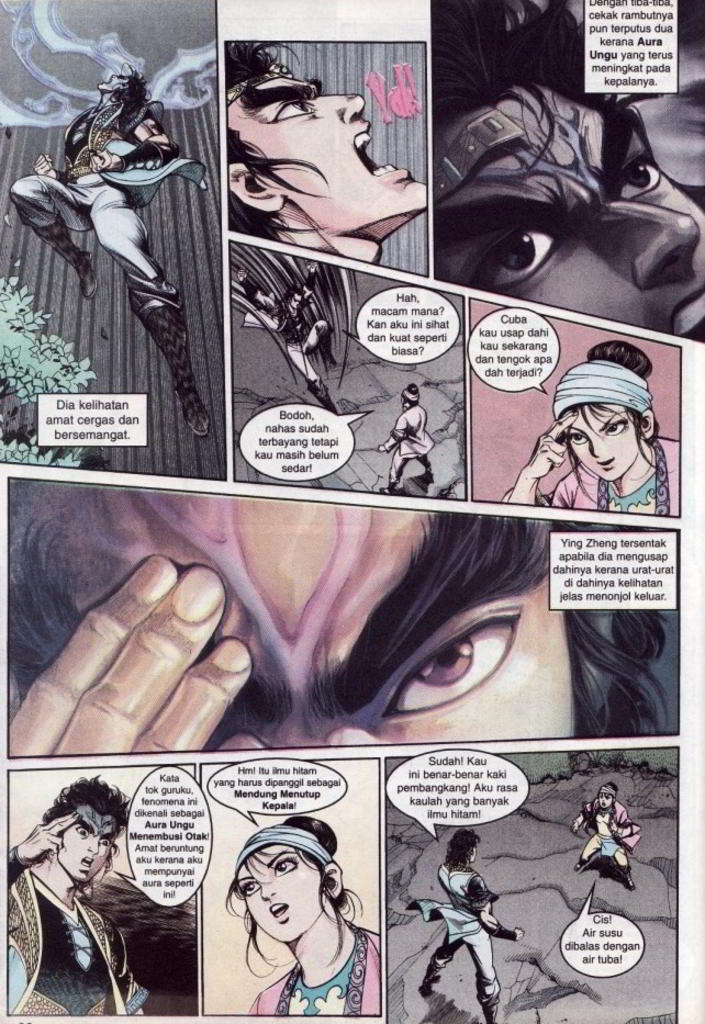 Dengan tiba-tiba,
cekak rambutnya
pun terputus dua
kerana Aura
Ungu yang terus
meningkat pada
kepalanya.
Dia kelihatan
amat cergas dan
bersemangat.
Hah,
macam mana?
Kan aku ini sihat
dan kuat seperti
biasa?
Bodoh,
nahas sudah
terbayang tetapi
kau masih belum
sedar!
Cuba
kau usap dahi
kau sekarang
dan tengok apa
dah terjadi?
Ying Zheng tersentak
apabila dia mengusap
dahinya kerana urat-urat
di dahinya kelihatan
jelas menonjol keluar.
Kata
tok guruku,
fenomena ini
dikenali sebagai
Aura Ungu
Menembusi Otak!
Amat beruntung
aku kerana aku
mempunyai
aura seperti
ini!
Hm! Itu ilmu hitam
yang harus dipanggil sebagai
Mendung Menutup
Kepala!
Sudah! Kau
ini benar-benar kaki
pembangkang! Aku rasa
kaulah yang banyak
ilmu hitam!
Cis!
Air susu
dibalas dengan
air tuba!